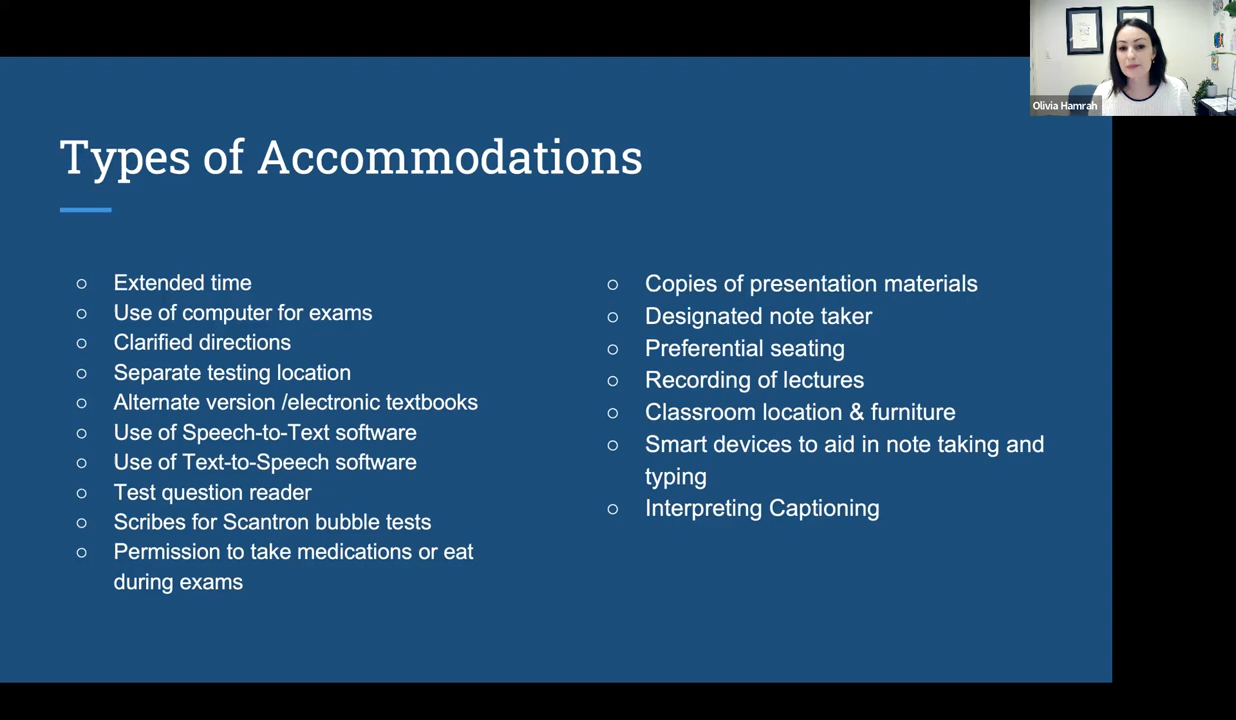 Olivia Hamrah
Types of Accommodations
○ Extended time
○ Use of computer for exams
○ Clarified directions
○ Separate testing location
○ Alternate version /electronic textbooks
○ Use of Speech-to-Text software
○ Use of Text-to-Speech software
○ Test question reader
○ Scribes for Scantron bubble tests
○ Permission to take medications or eat
during exams
○ Copies of presentation materials
○ Designated note taker
○ Preferential seating
○ Recording of lectures
○ Classroom location & furniture
○ Smart devices to aid in note taking and
typing
○ Interpreting Captioning